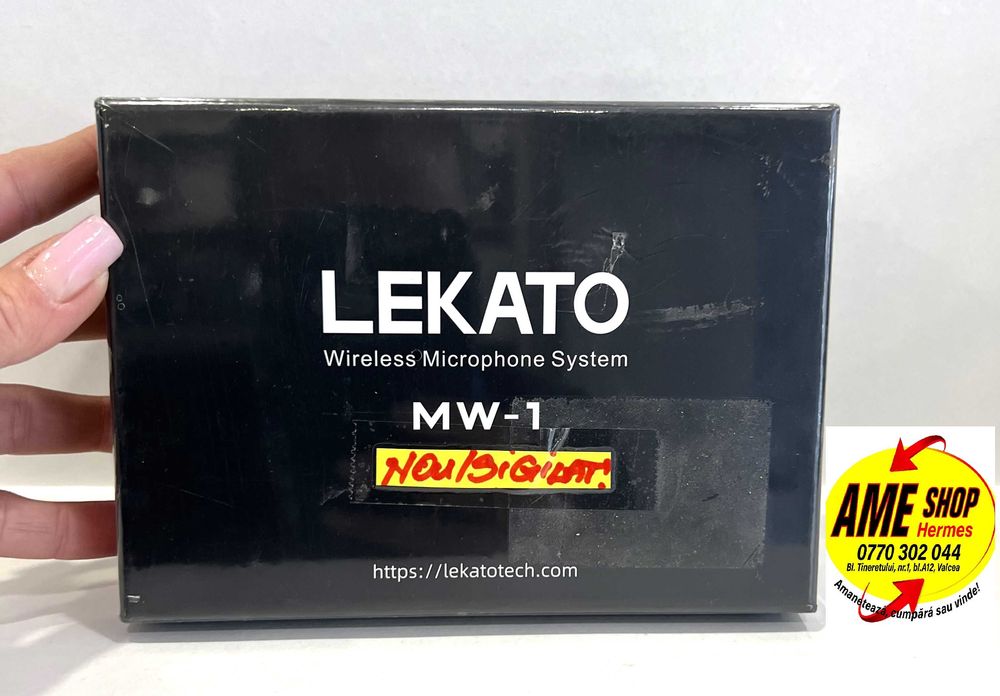 LEKATO
Wireless Microphone System
MW-1
NOU/SIGILAT!
https://lekatotech.com
AME SHOP
Hermes
0770 302 044
Bl. Tineretului, nr.1, bl.A12, Valcea
Amanetează, cumpără sau vinde!